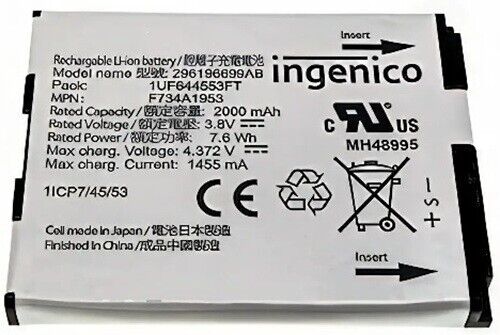 Insert
Rechargeable Li-ion battery / 鋰離子充電電池
Model name 型號: 296196699AB
Pack: 1UF644553FT
MPN: F734A1953
Rated Capacity / 額定容量: 2000 mAh
Rated Voltage / 額定電壓: 3.8V ⎓
Rated Power / 額定功率: 7.6 Wh
Max charg. Voltage: 4.372 V ⎓
Max charg. Current: 1455 mA
ingenico
c RU US
MH48995
1ICP7/45/53
CE
+ s –
Cell made in Japan / 電池日本製
Finished in China / 成品中國製造
Insert